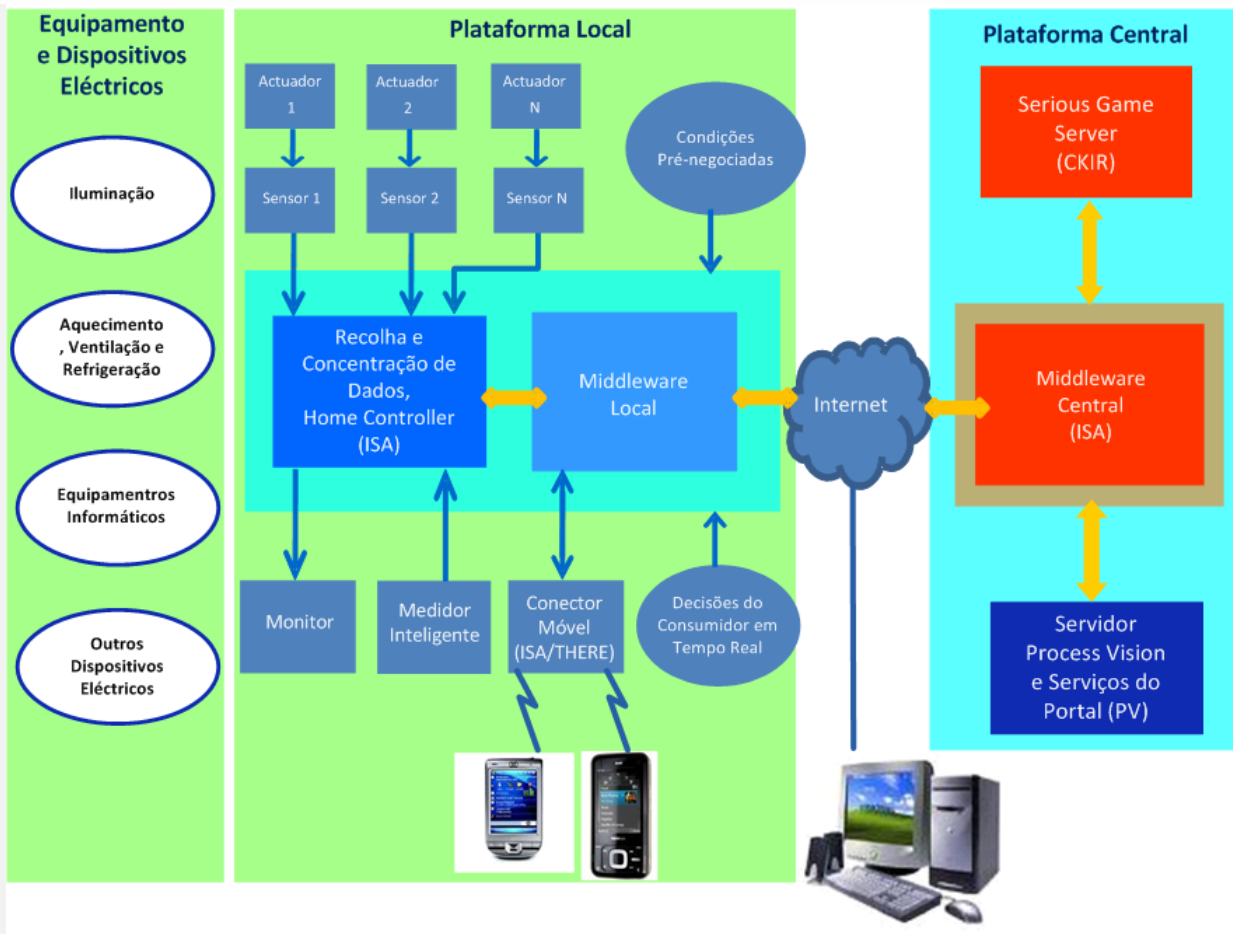 Equipamento
e Dispositivos
Eléctricos
Iluminação
Aquecimento
, Ventilação e
Refrigeração
Equipamentros
Informáticos
Outros
Dispositivos
Eléctricos
Plataforma Local
Actuador
1
Actuador
2
Actuador
N
Sensor 1
Sensor 2
Sensor N
Condições
Pré-negociadas
Recolha e
Concentração de
Dados,
Home Controller
(ISA)
Middleware
Local
Monitor
Medidor
Inteligente
Conector
Móvel
(ISA/THERE)
Decisões do
Consumidor em
Tempo Real
Internet
Plataforma Central
Serious Game
Server
(CKIR)
Middleware
Central
(ISA)
Servidor
Process Vision
e Serviços do
Portal (PV)